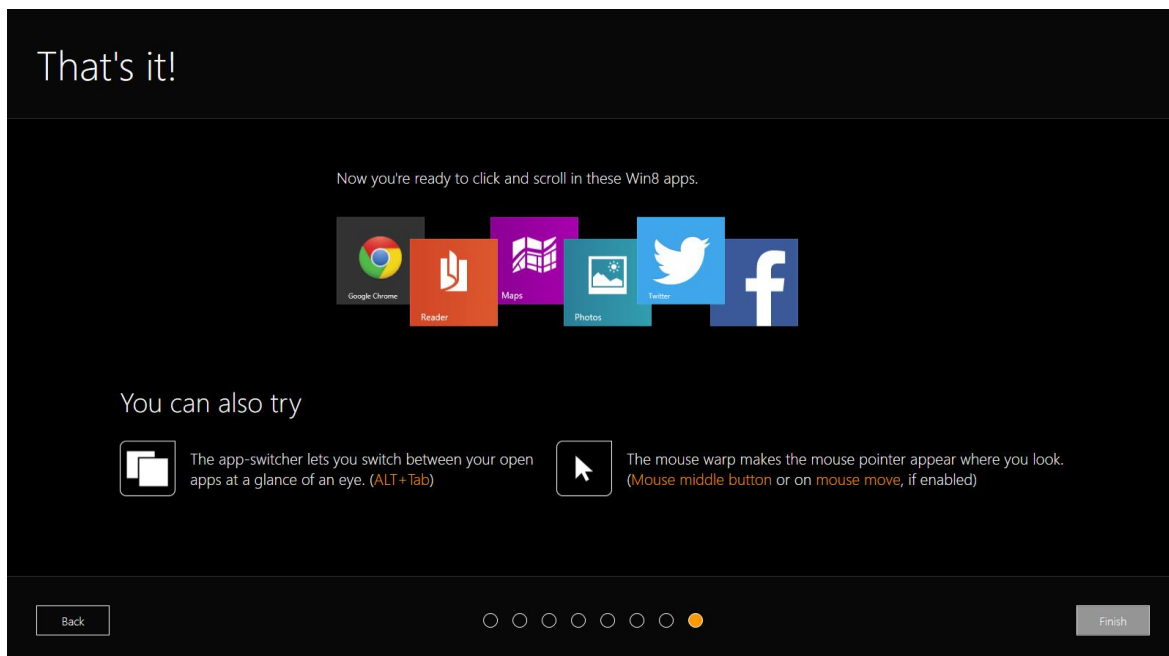 That's it!
Now you're ready to click and scroll in these Win8 apps.
Google Chrome
Reader
Maps
Photos
Twitter
You can also try
The app-switcher lets you switch between your open
apps at a glance of an eye. (ALT+Tab)
The mouse warp makes the mouse pointer appear where you look.
(Mouse middle button or on mouse move, if enabled)
Back
Finish